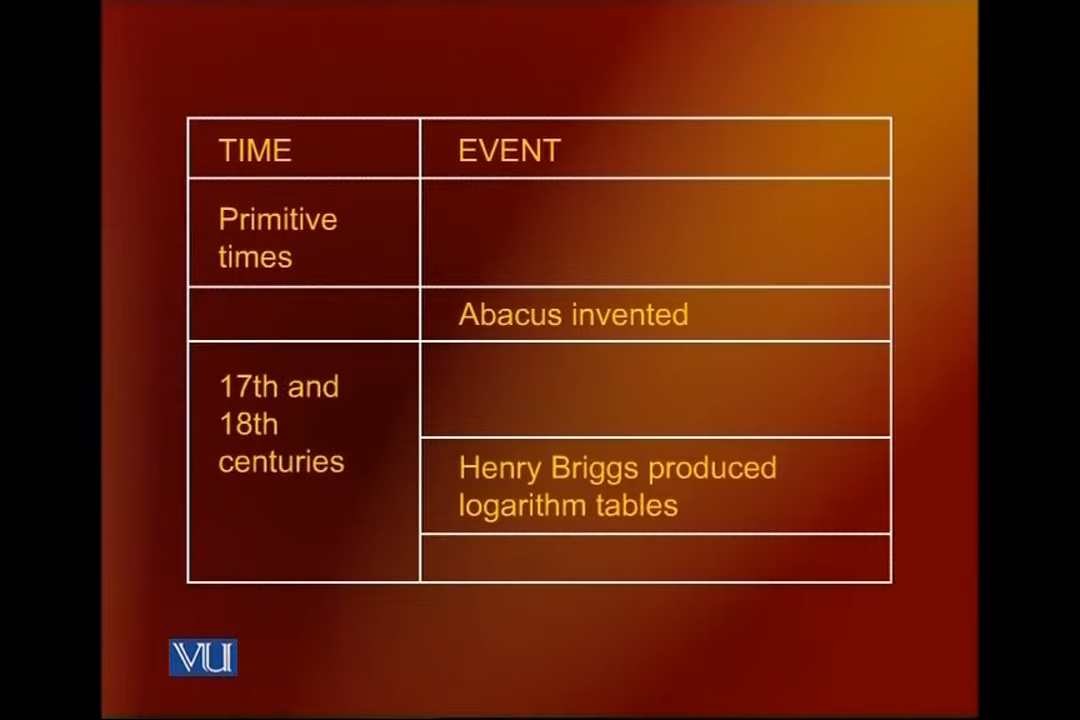 TIME
EVENT
Primitive
times
Abacus invented
17th and
18th
centuries
Henry Briggs produced
logarithm tables
VU